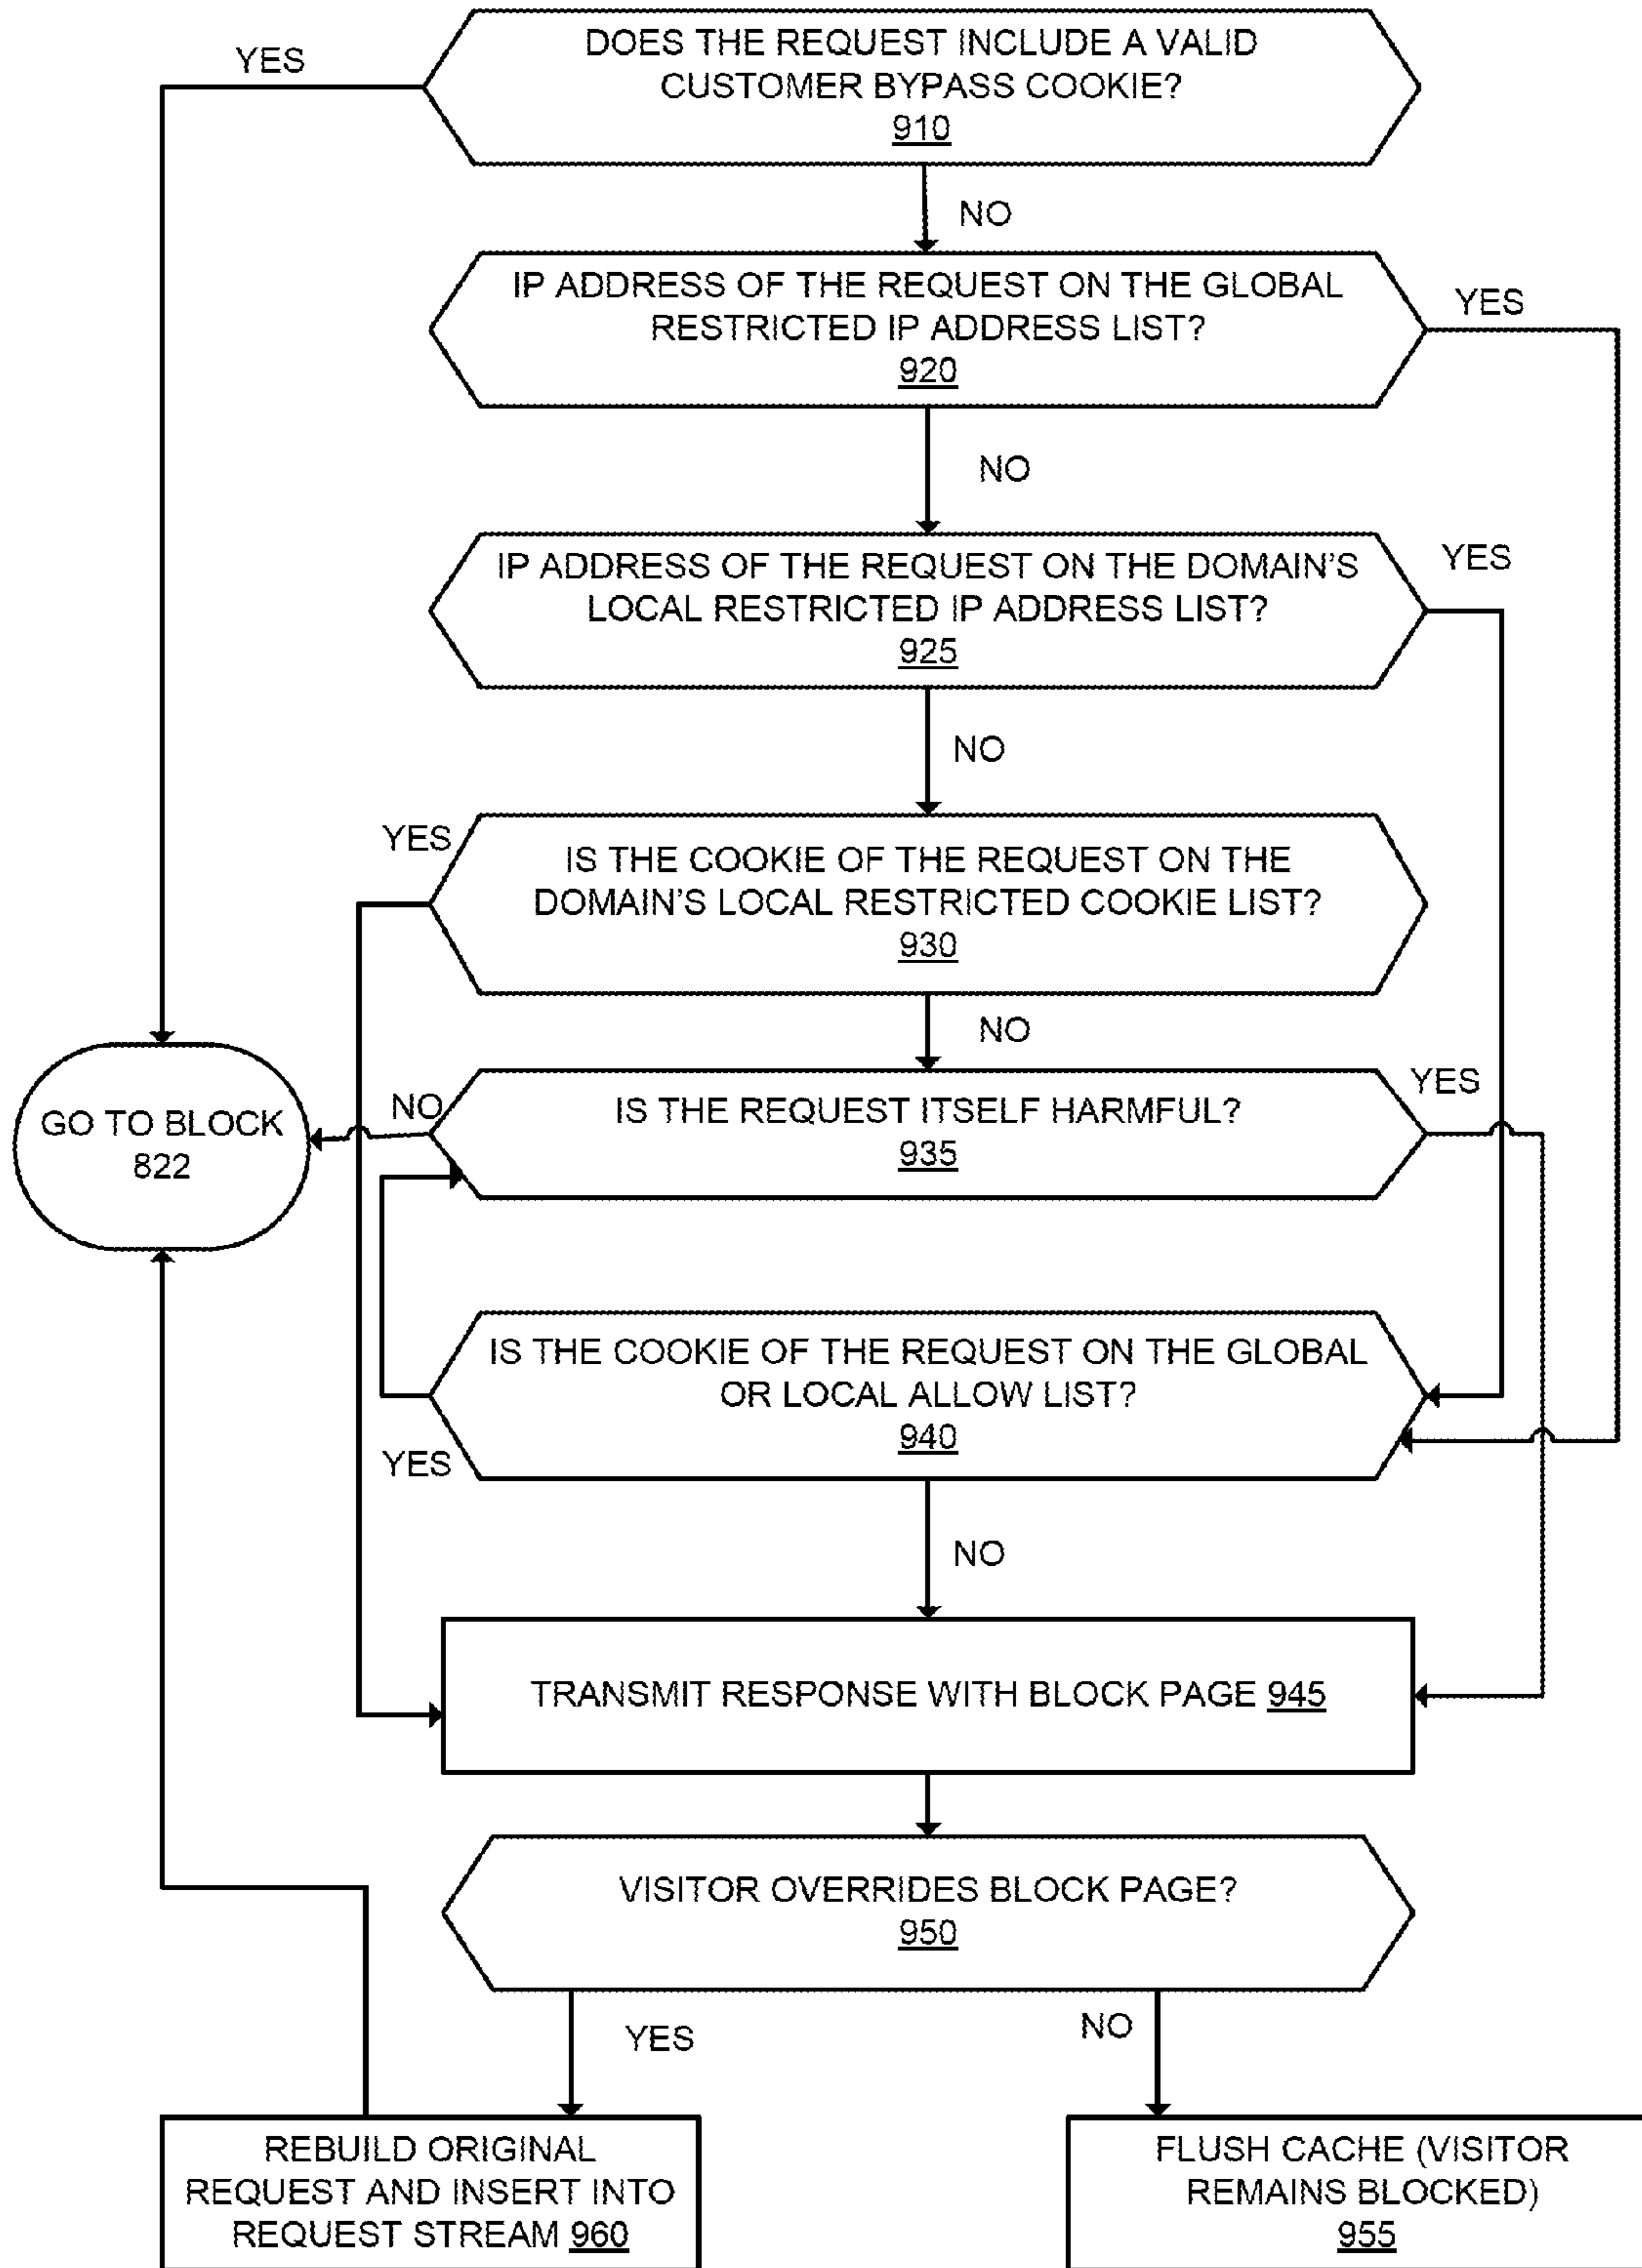 DOES THE REQUEST INCLUDE A VALID
CUSTOMER BYPASS COOKIE?
910
YES
NO
IP ADDRESS OF THE REQUEST ON THE GLOBAL
RESTRICTED IP ADDRESS LIST?
920
YES
NO
IP ADDRESS OF THE REQUEST ON THE DOMAIN'S
LOCAL RESTRICTED IP ADDRESS LIST?
925
YES
NO
YES
IS THE COOKIE OF THE REQUEST ON THE
DOMAIN'S LOCAL RESTRICTED COOKIE LIST?
930
NO
GO TO BLOCK
822
NO
IS THE REQUEST ITSELF HARMFUL?
935
YES
IS THE COOKIE OF THE REQUEST ON THE GLOBAL
OR LOCAL ALLOW LIST?
940
YES
NO
TRANSMIT RESPONSE WITH BLOCK PAGE 945
VISITOR OVERRIDES BLOCK PAGE?
950
YES
NO
REBUILD ORIGINAL
REQUEST AND INSERT INTO
REQUEST STREAM 960
FLUSH CACHE (VISITOR
REMAINS BLOCKED)
955